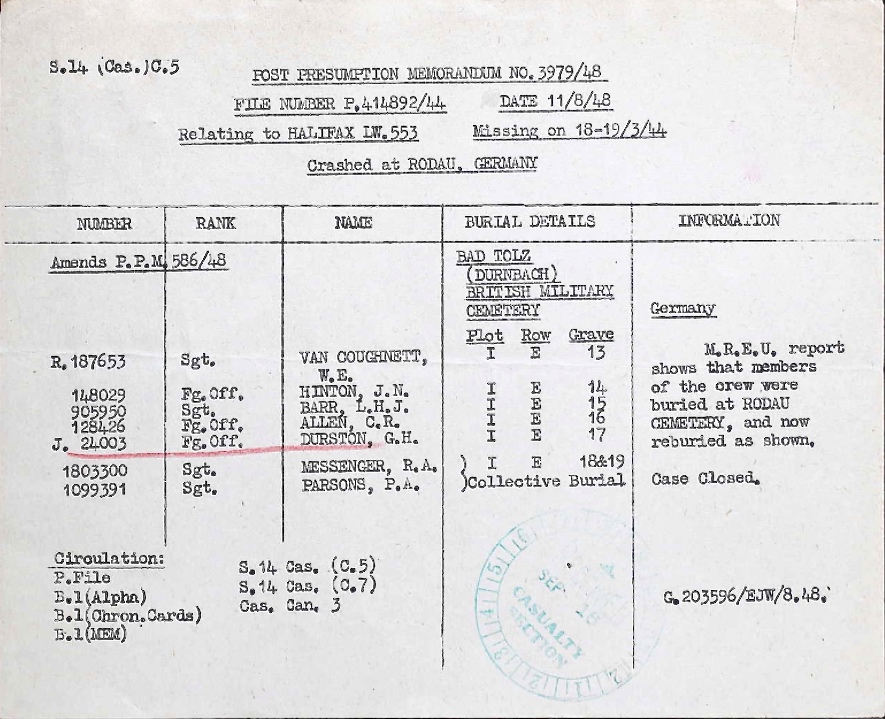 S.14 (Cas.)C.5
POST PRESUMPTION MEMORANDUM NO.3979/48
FILE NUMBER P.414892/44 DATE 11/8/48
Relating to HALIFAX LW.553 Missing on 18-19/3/44
Crashed at RODAU, GERMANY
NUMBER RANK NAME BURIAL DETAILS INFORMATION
Amends P.P.M.586/48
BAD TOLZ
(DURNBACH)
BRITISH MILITARY
CEMETERY
Germany
Plot Row Grave
R.187653 Sgt. VAN COUGHNETT, W.E. I E 13
148029 Fg.Off. HINTON, J.N. I E 14
905950 Sgt. BARR, L.H.J. I E 15
128426 Fg.Off. ALLEN, C.R. I E 16
J. 24003 Fg.Off. DURSTON, G.H. I E 17
1803300 Sgt. MESSENGER, R.A. ) I E 18&19
1099391 Sgt. PARSONS, P.A. )Collective Burial
M.R.E.U. report
shows that members
of the crew were
buried at RODAU
CEMETERY, and now
reburied as shown.
Case Closed.
Circulation:
P.File
B.1(Alpha)
B.1(Chron.Cards)
B.1(MEM)
S.14 Cas. (C.5)
S.14 Cas. (C.7)
Cas. Can. 3
G.203596/EJW/8.48.
SEP
CASUALTY
SECTION